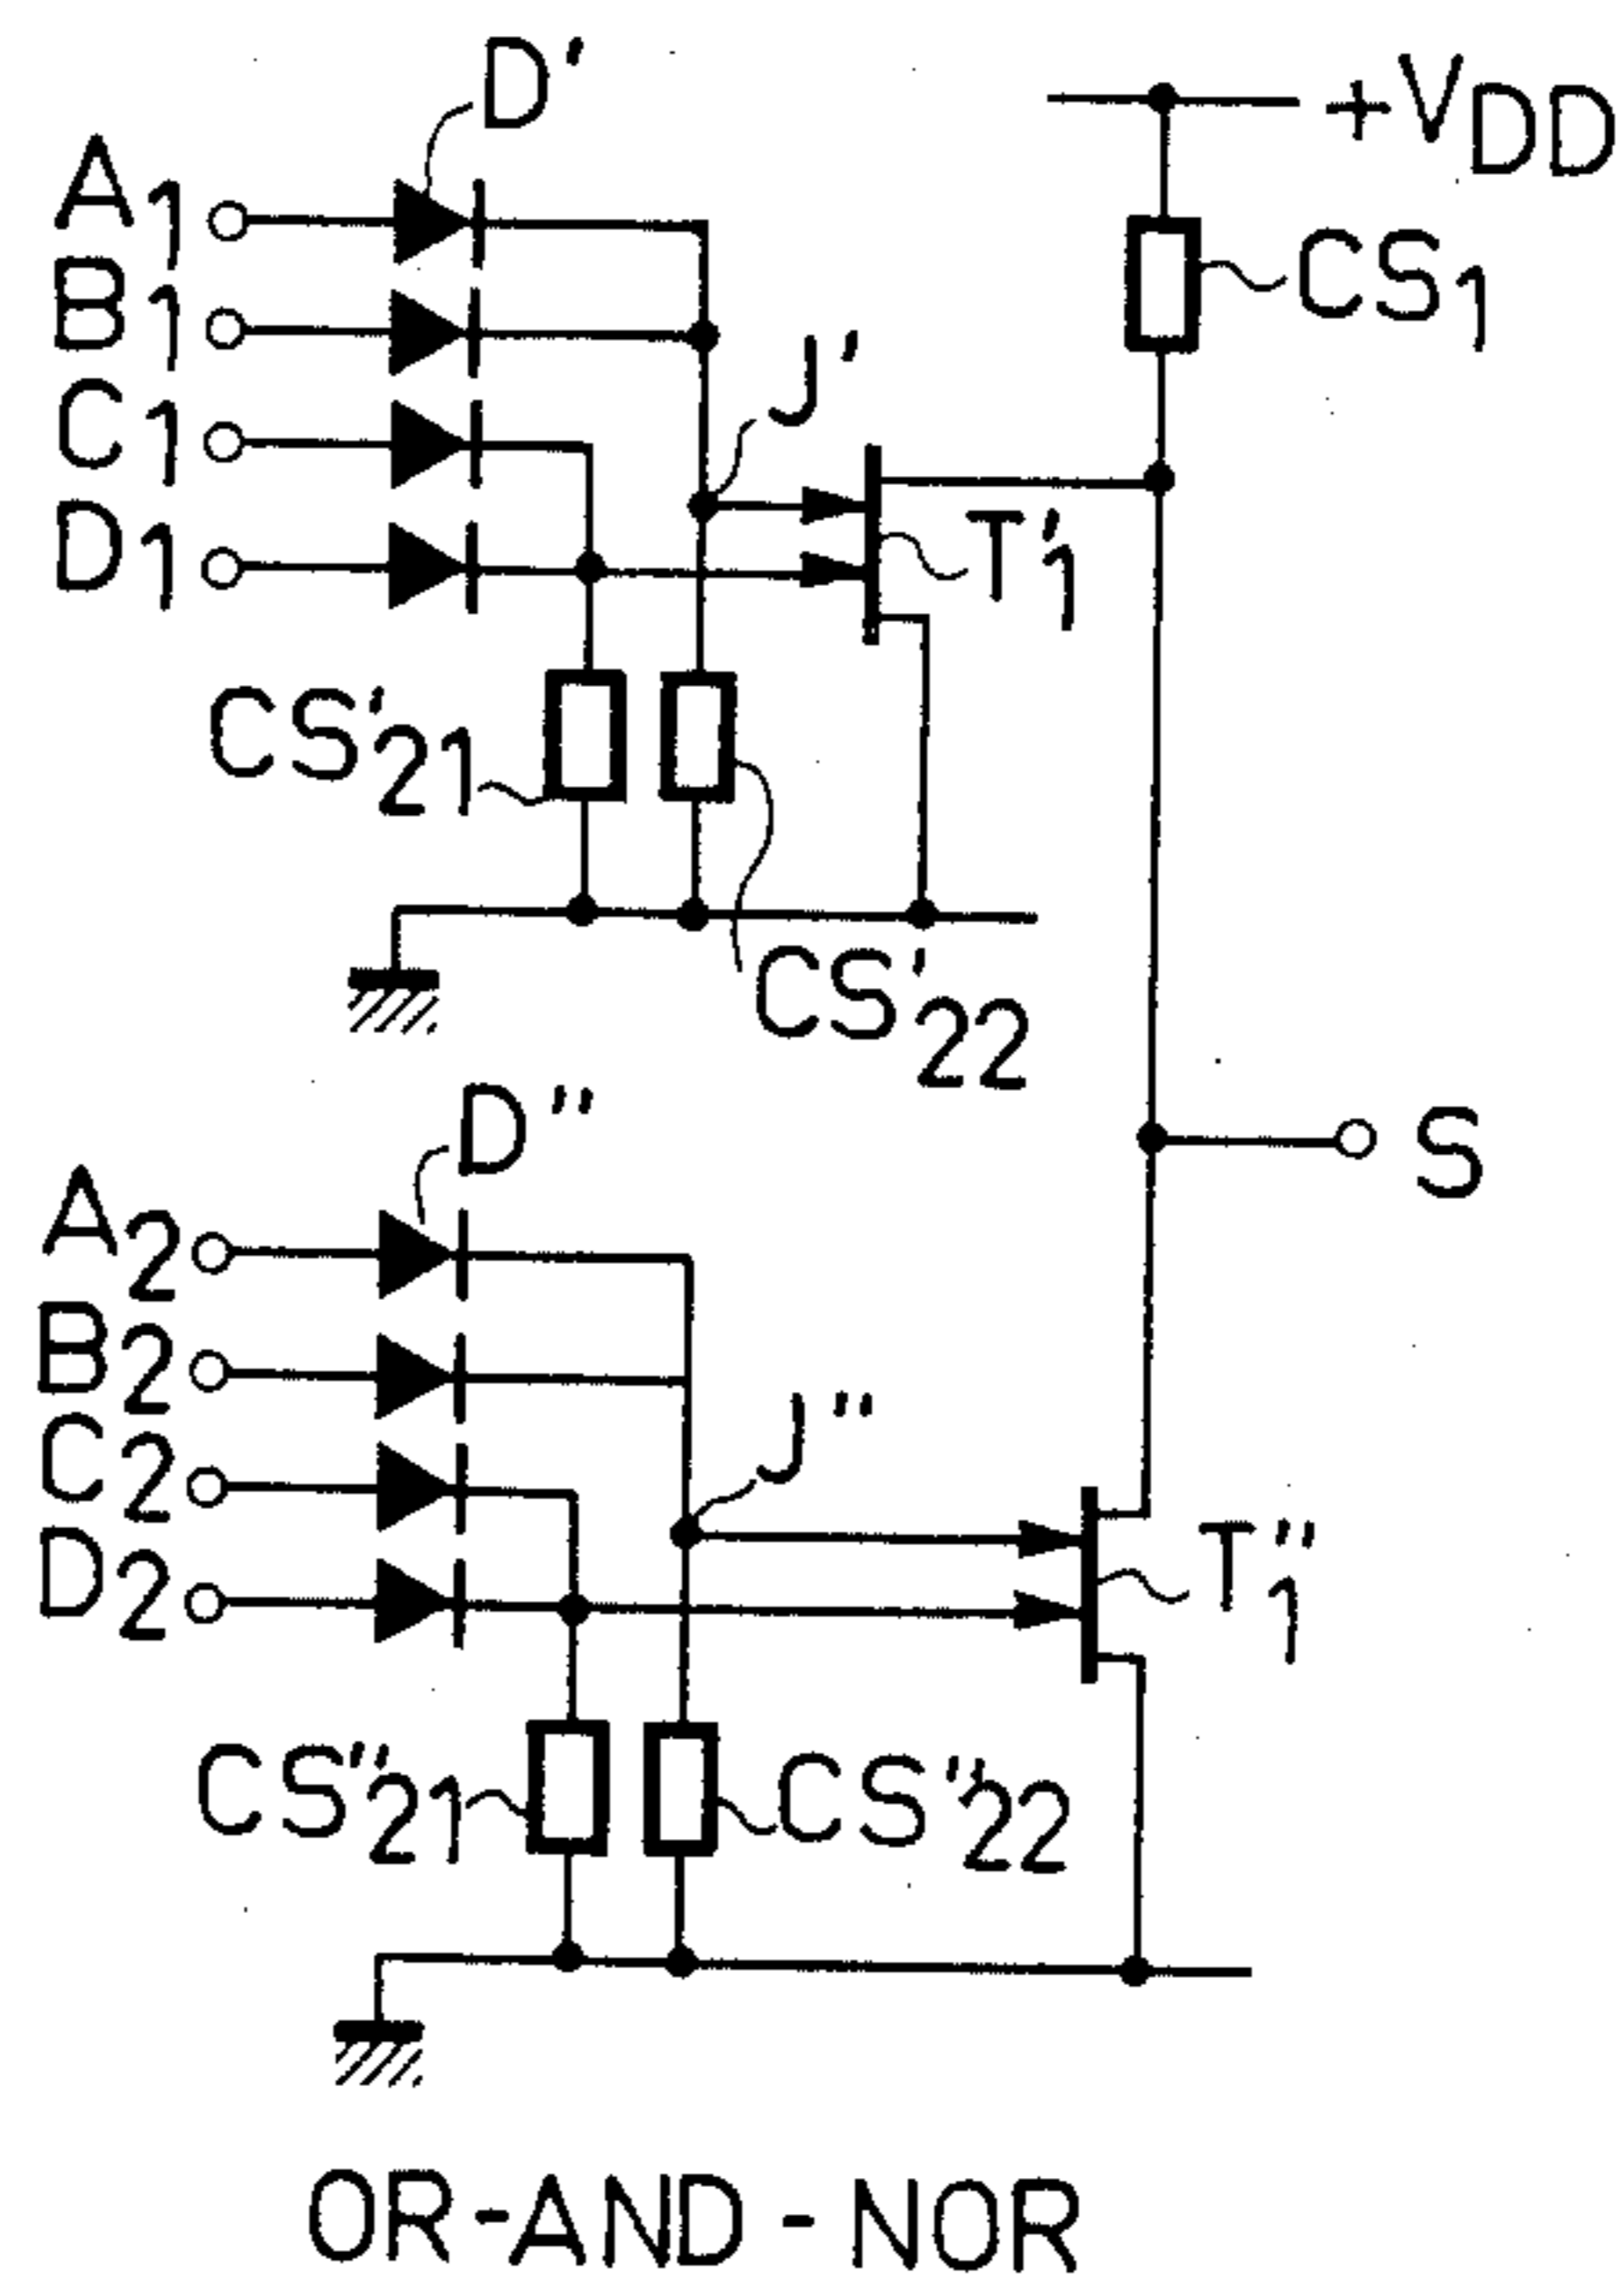 D'
+VDD
A1
B1
CS1
C1
J'
D1
T'1
CS'21
CS'22
D"
S
A2
B2
C2
J"
D2
T"1
CS"21
CS"22
OR-AND-NOR